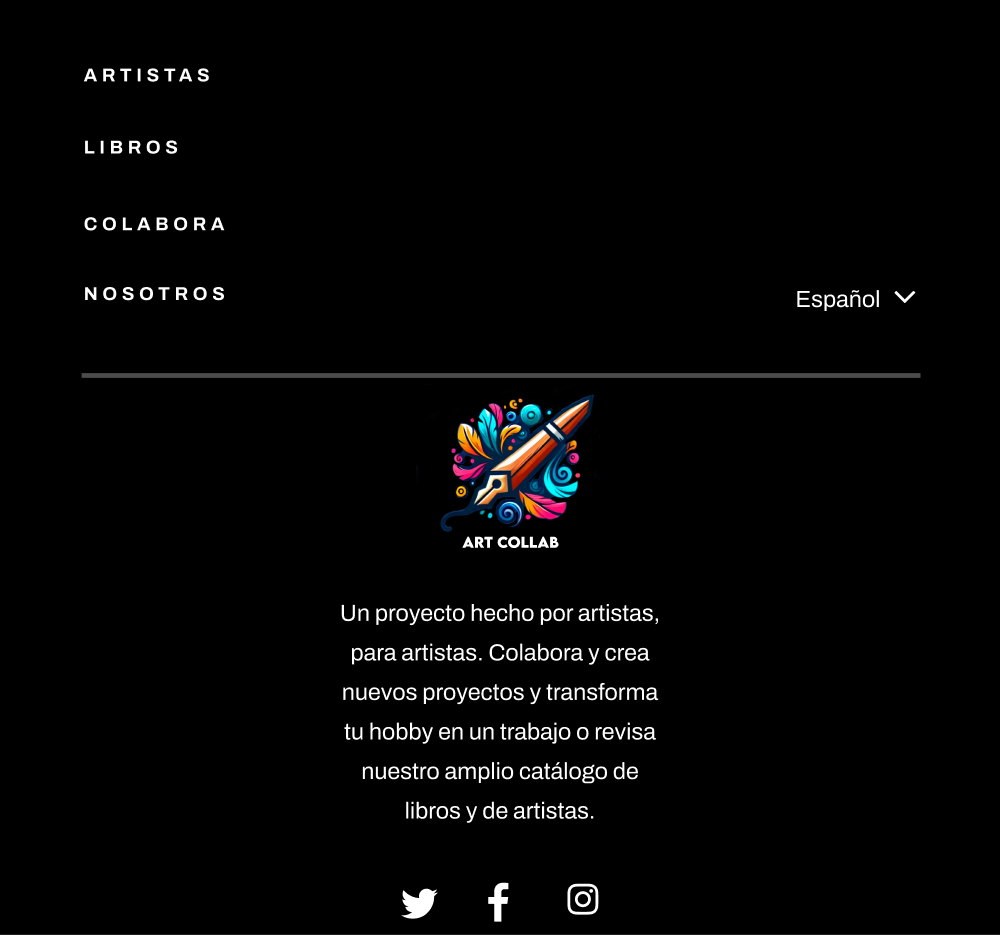 ARTISTAS
LIBROS
COLABORA
NOSOTROS
Español
ART COLLAB
Un proyecto hecho por artistas,
para artistas. Colabora y crea
nuevos proyectos y transforma
tu hobby en un trabajo o revisa
nuestro amplio catálogo de
libros y de artistas.